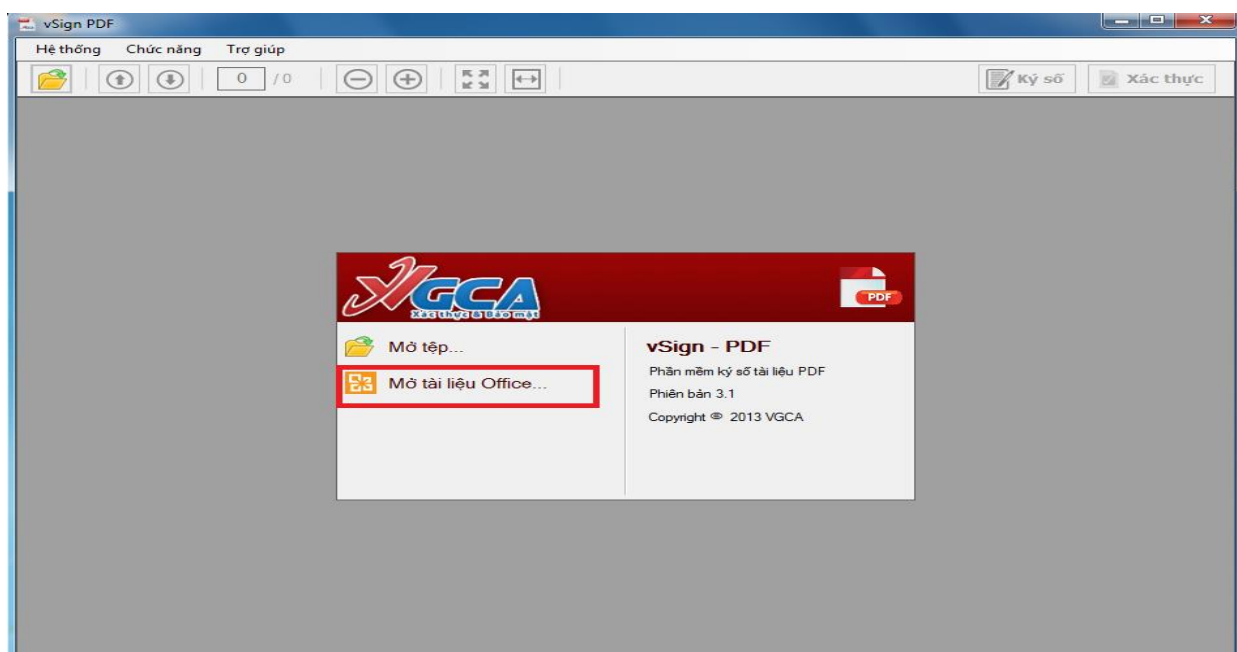 vSign PDF
Hệ thống Chức năng Trợ giúp
0 / 0 Ký số Xác thực
VGCA
Xác thực & Bảo mật
PDF
Mở tệp...
Mở tài liệu Office...
vSign - PDF
Phần mềm ký số tài liệu PDF
Phiên bản 3.1
Copyright © 2013 VGCA